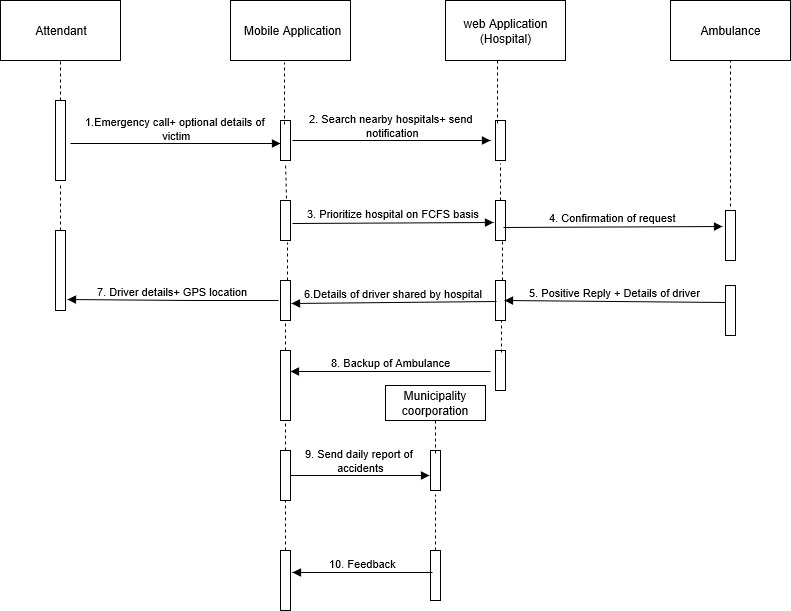 Attendant
Mobile Application
web Application
(Hospital)
Ambulance
1.Emergency call+ optional details of
victim
2. Search nearby hospitals+ send
notification
3. Prioritize hospital on FCFS basis
4. Confirmation of request
7. Driver details+ GPS location
6.Details of driver shared by hospital
5. Positive Reply + Details of driver
8. Backup of Ambulance
Municipality
coorporation
9. Send daily report of
accidents
10. Feedback